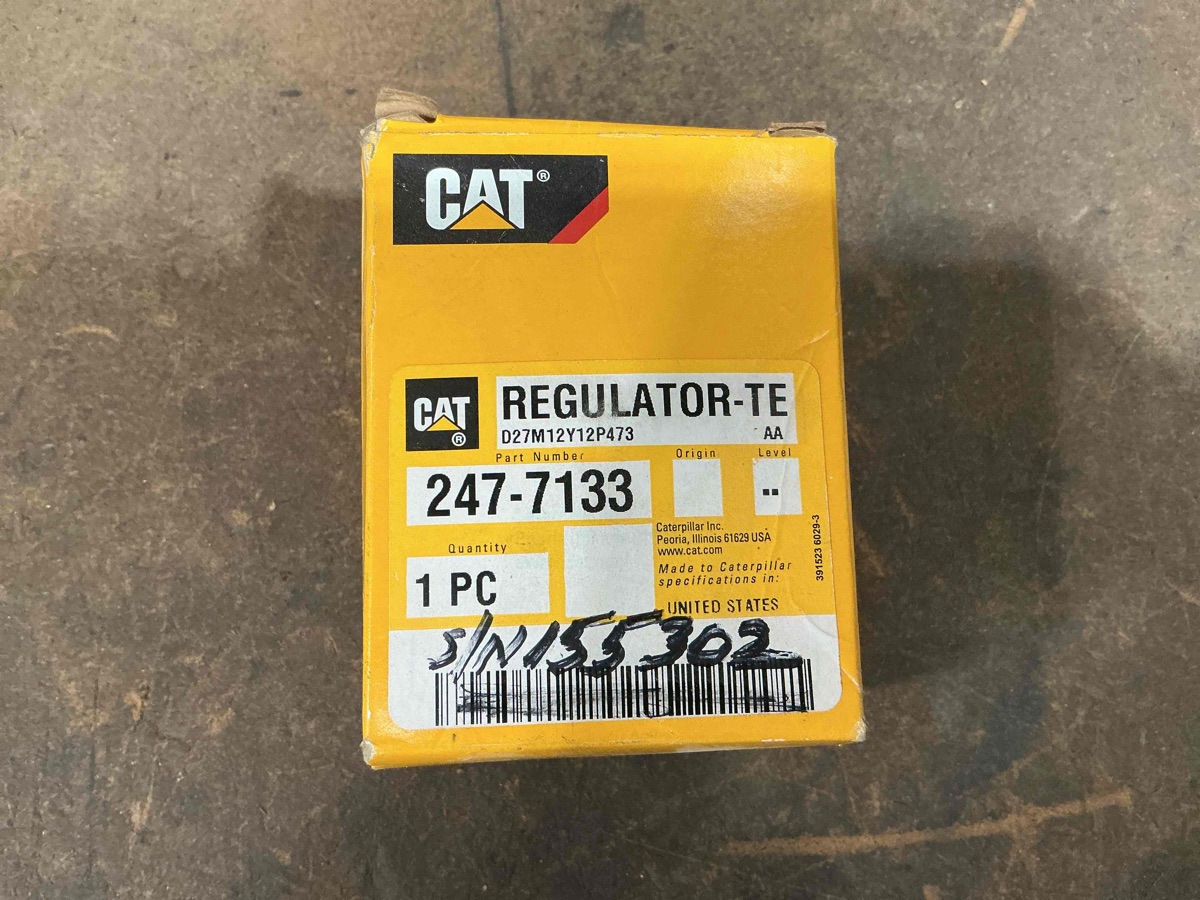 CAT®
CAT®
REGULATOR-TE
D27M12Y12P473 AA
Part Number Origin Level
247-7133 --
Caterpillar Inc.
Peoria, Illinois 61629 USA
www.cat.com
Quantity
1 PC
Made to Caterpillar
specifications in:
UNITED STATES
391523 6029-3
S/N155302